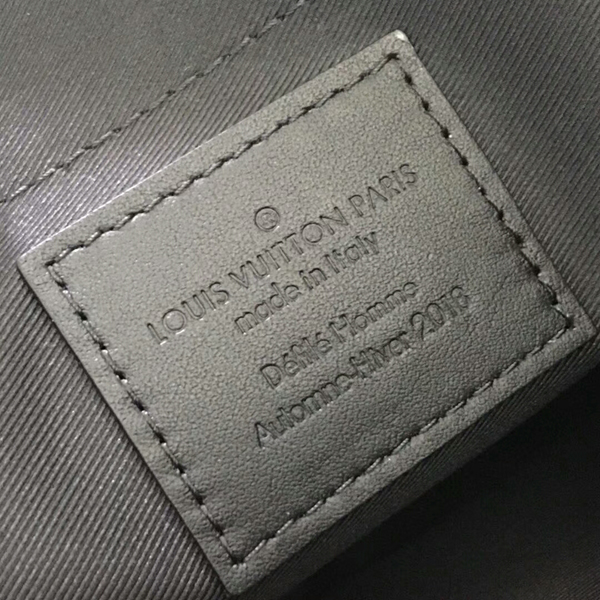 ®
LOUIS VUITTON PARIS
made in Italy
Défilé Homme
Automne-Hiver 2018